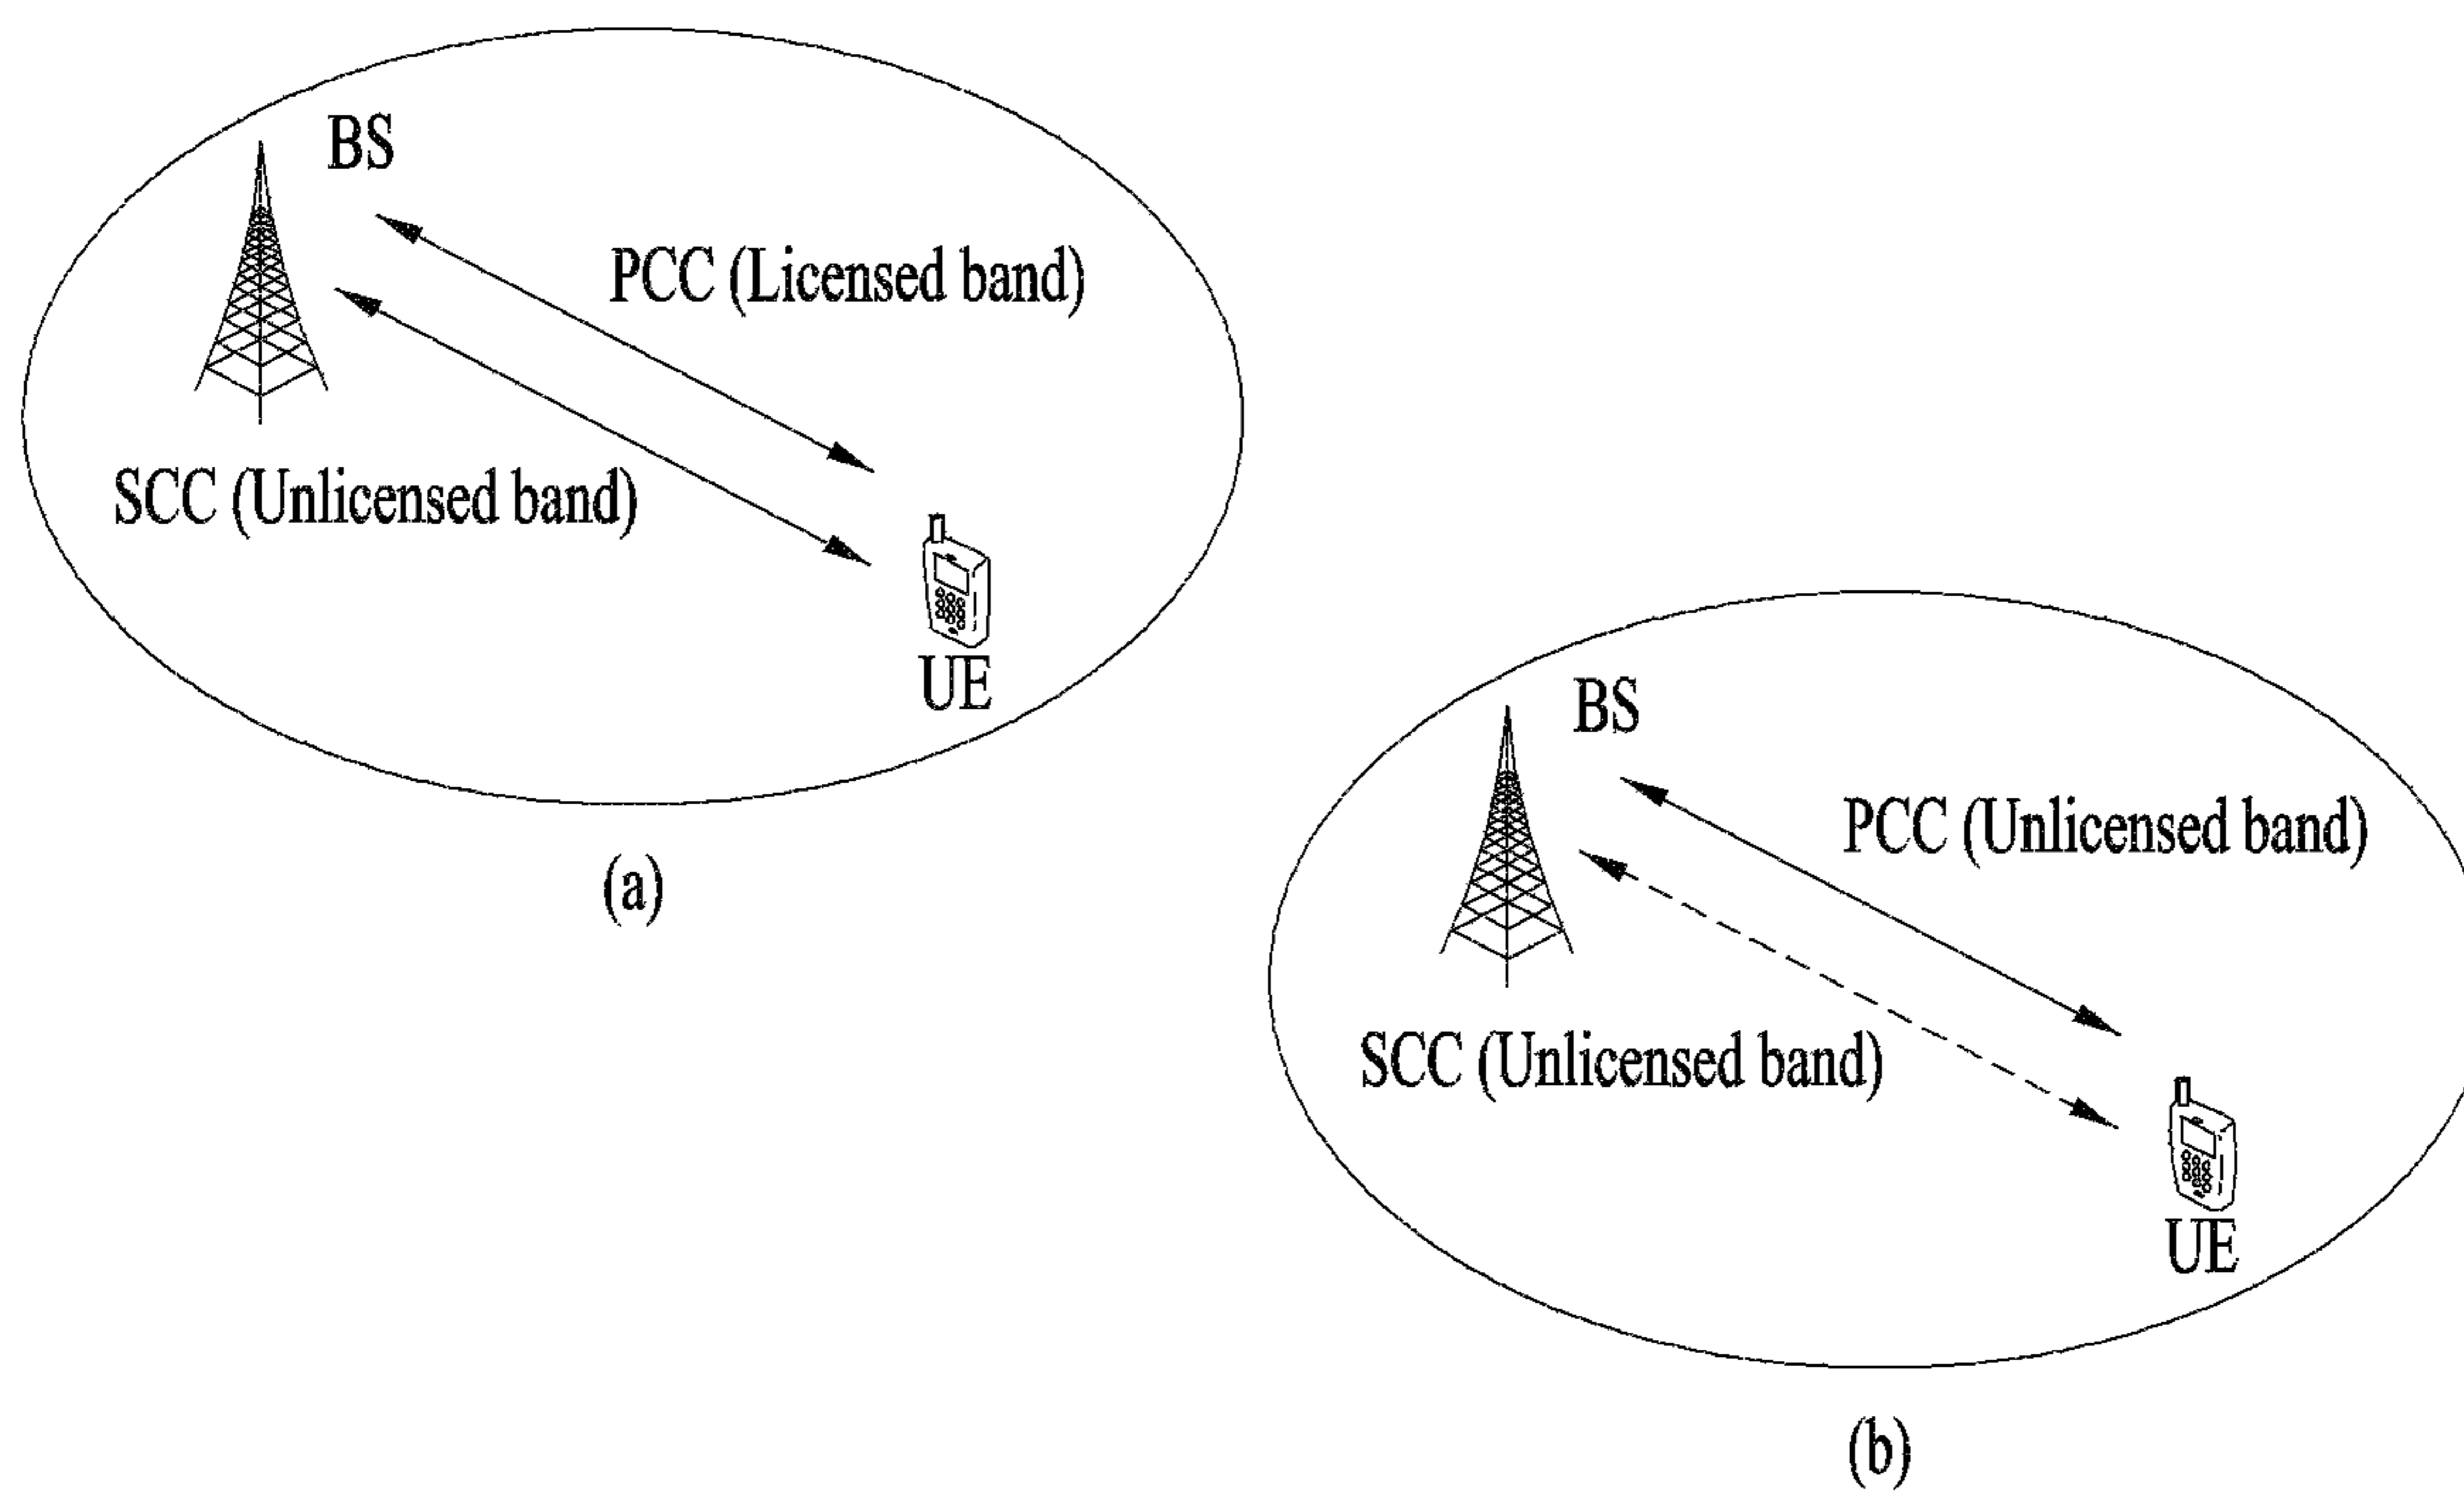 BS
PCC (Licensed band)
SCC (Unlicensed band)
UE
(a)
BS
PCC (Unlicensed band)
SCC (Unlicensed band)
UE
(b)